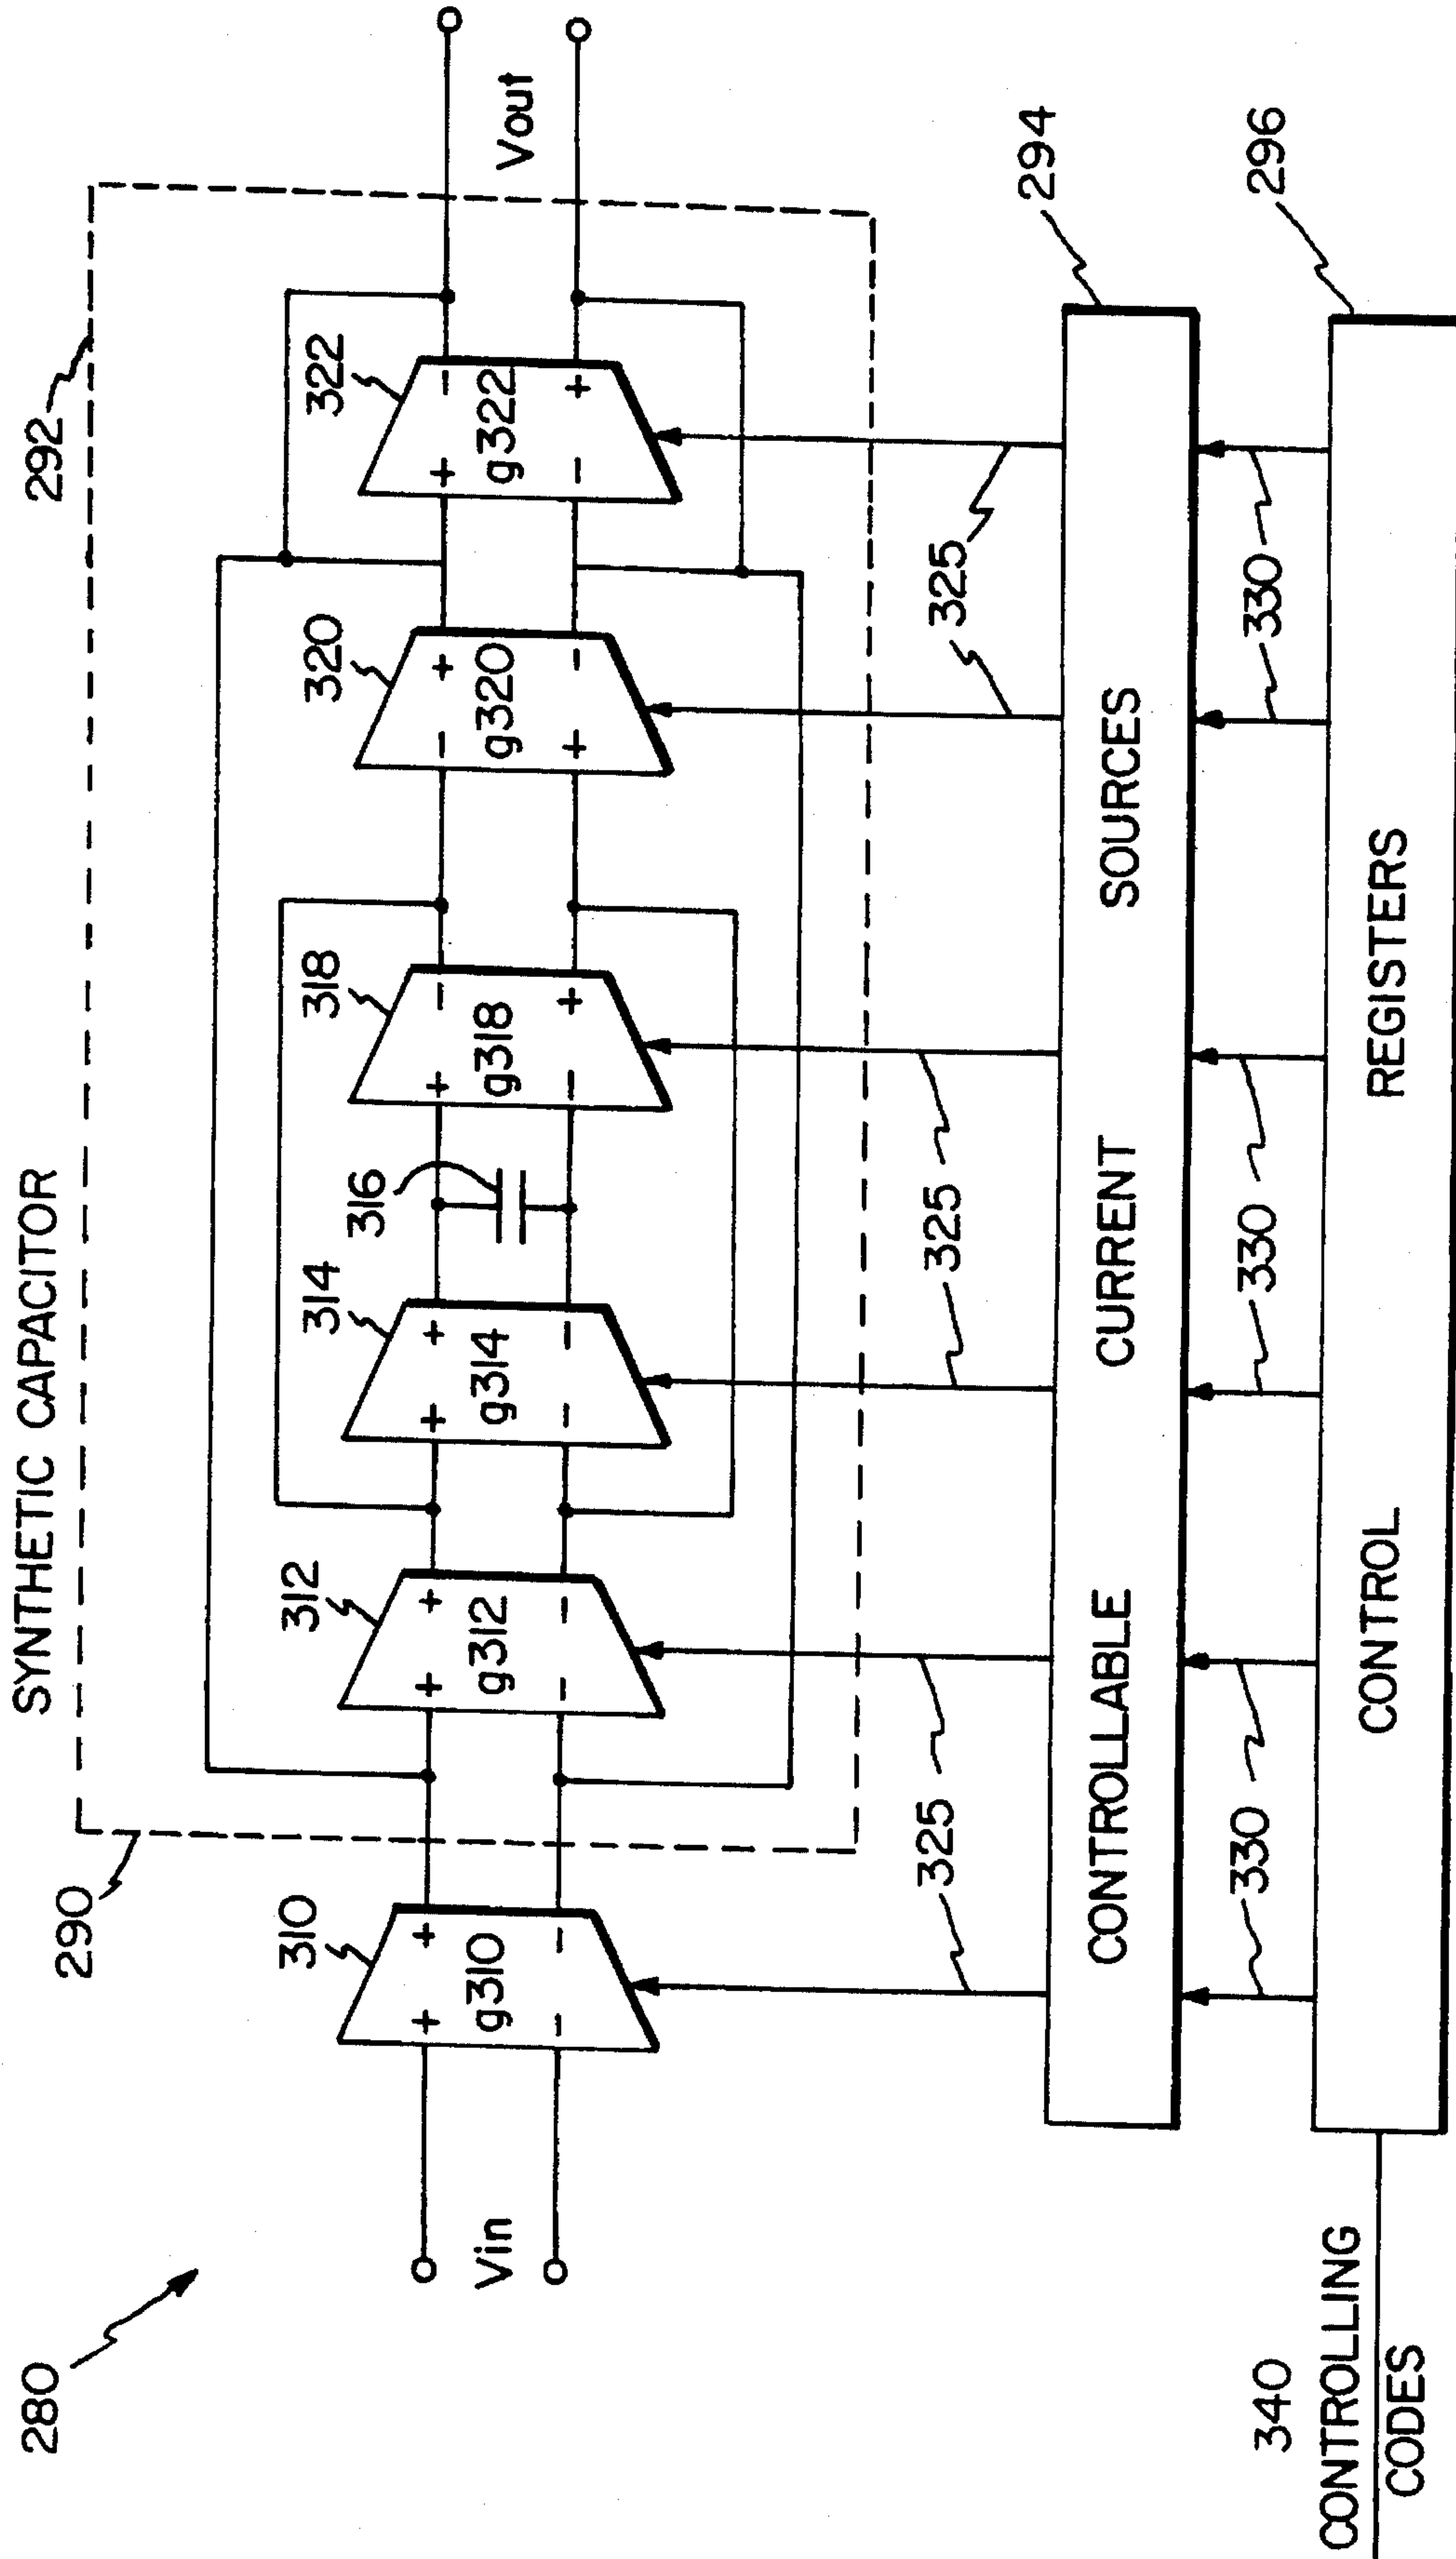 280
SYNTHETIC CAPACITOR
290
292
310
312
314
316
318
320
322
Vin
+ + g310 - -
+ + g312 - -
+ + g314 - -
+ - g318 - +
- + g320 + -
+ - g322 - +
Vout
325
325
325
325
294
CONTROLLABLE CURRENT SOURCES
330
330
330
296
340
CONTROLLING
CODES
CONTROL REGISTERS